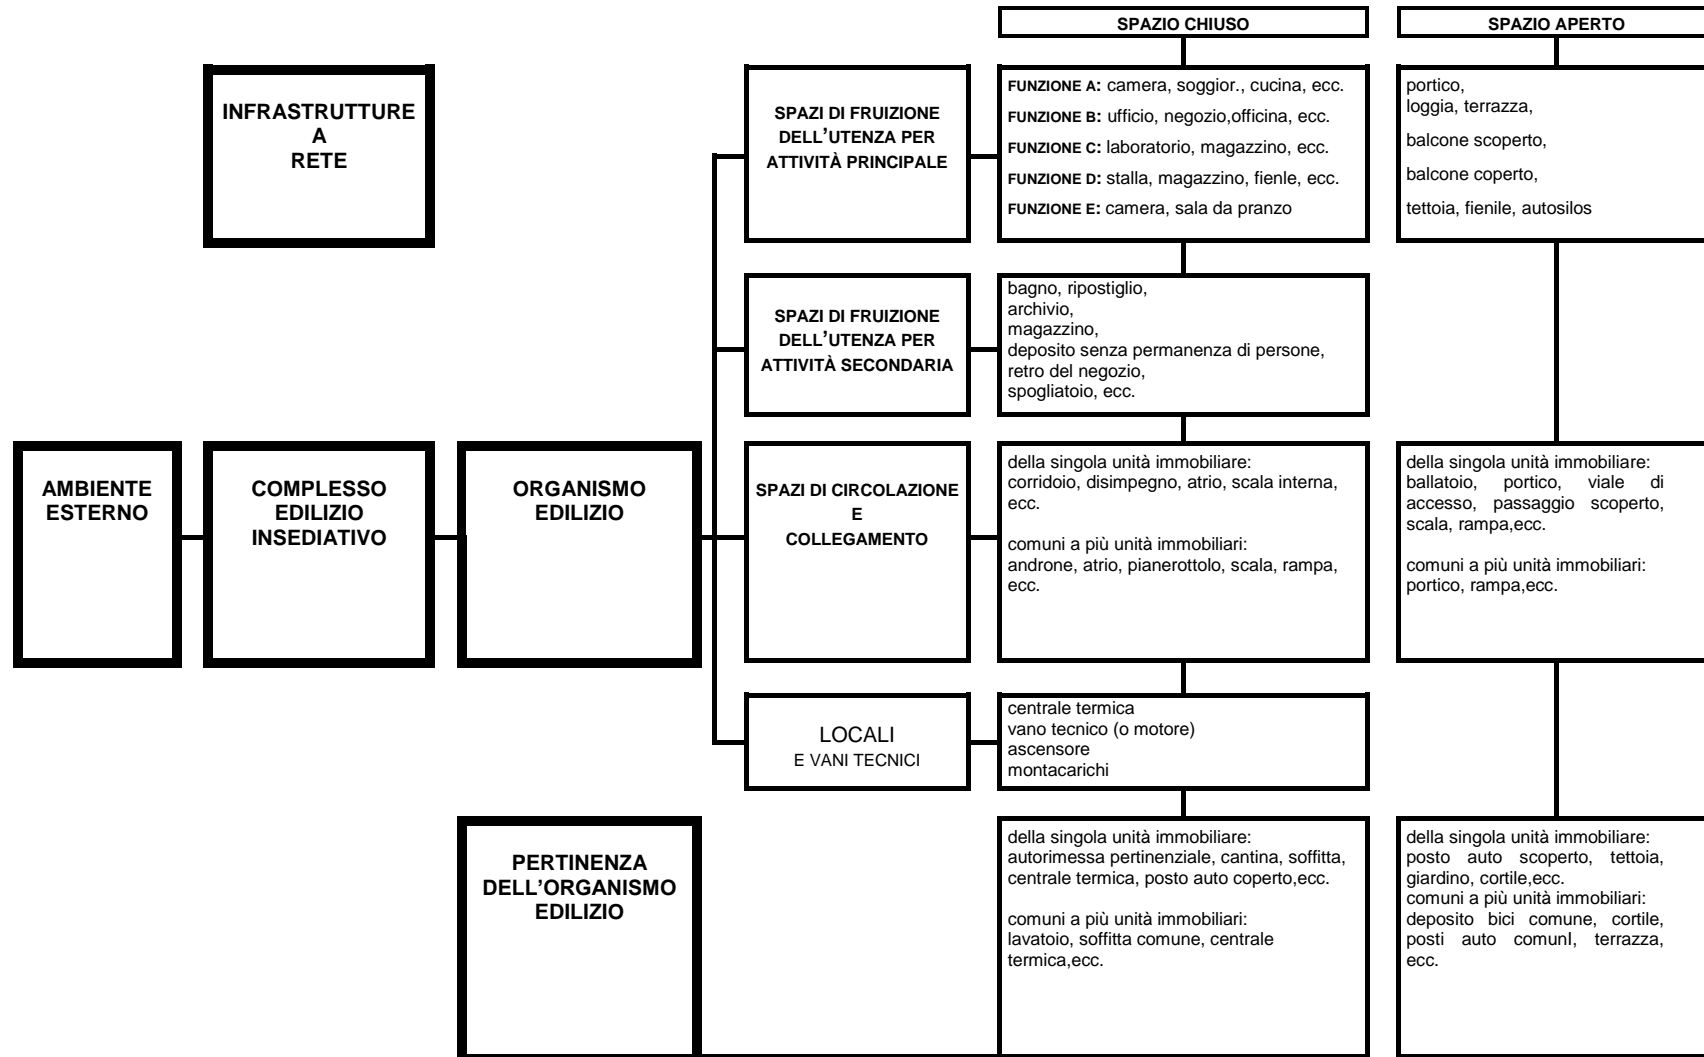 SPAZIO CHIUSO
SPAZIO APERTO
INFRASTRUTTURE
A
RETE
SPAZI DI FRUIZIONE
DELL'UTENZA PER
ATTIVITÀ PRINCIPALE
FUNZIONE A: camera, soggior., cucina, ecc.
FUNZIONE B: ufficio, negozio,officina, ecc.
FUNZIONE C: laboratorio, magazzino, ecc.
FUNZIONE D: stalla, magazzino, fienle, ecc.
FUNZIONE E: camera, sala da pranzo
portico,
loggia, terrazza,
balcone scoperto,
balcone coperto,
tettoia, fienile, autosilos
SPAZI DI FRUIZIONE
DELL'UTENZA PER
ATTIVITÀ SECONDARIA
bagno, ripostiglio,
archivio,
magazzino,
deposito senza permanenza di persone,
retro del negozio,
spogliatoio, ecc.
AMBIENTE
ESTERNO
COMPLESSO
EDILIZIO
INSEDIATIVO
ORGANISMO
EDILIZIO
SPAZI DI CIRCOLAZIONE
E
COLLEGAMENTO
della singola unità immobiliare:
corridoio, disimpegno, atrio, scala interna,
ecc.
comuni a più unità immobiliari:
androne, atrio, pianerottolo, scala, rampa,
ecc.
della singola unità immobiliare:
ballatoio, portico, viale di
accesso, passaggio scoperto,
scala, rampa,ecc.
comuni a più unità immobiliari:
portico, rampa,ecc.
LOCALI
E VANI TECNICI
centrale termica
vano tecnico (o motore)
ascensore
montacarichi
PERTINENZA
DELL'ORGANISMO
EDILIZIO
della singola unità immobiliare:
autorimessa pertinenziale, cantina, soffitta,
centrale termica, posto auto coperto,ecc.
comuni a più unità immobiliari:
lavatoio, soffitta comune, centrale
termica,ecc.
della singola unità immobiliare:
posto auto scoperto, tettoia,
giardino, cortile,ecc.
comuni a più unità immobiliari:
deposito bici comune, cortile,
posti auto comunI, terrazza,
ecc.